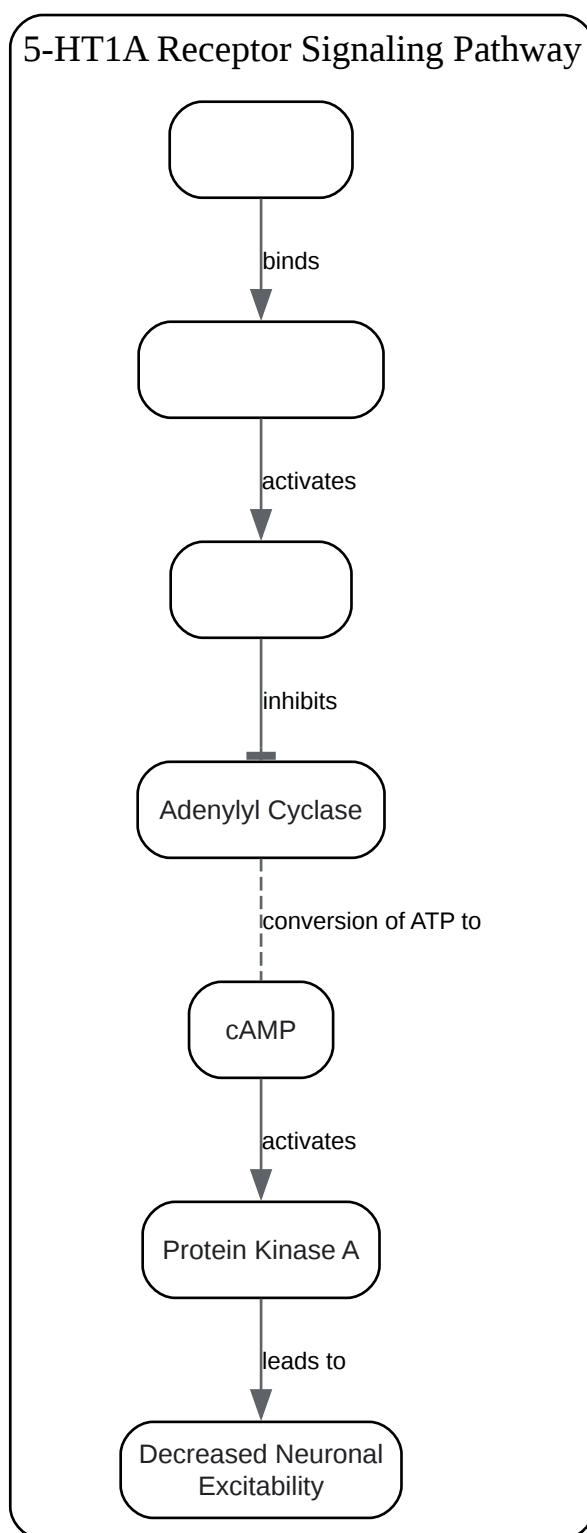 5-HT1A Receptor Signaling Pathway
binds
activates
inhibits
Adenylyl Cyclase
conversion of ATP to
cAMP
activates
Protein Kinase A
leads to
Decreased Neuronal
Excitability